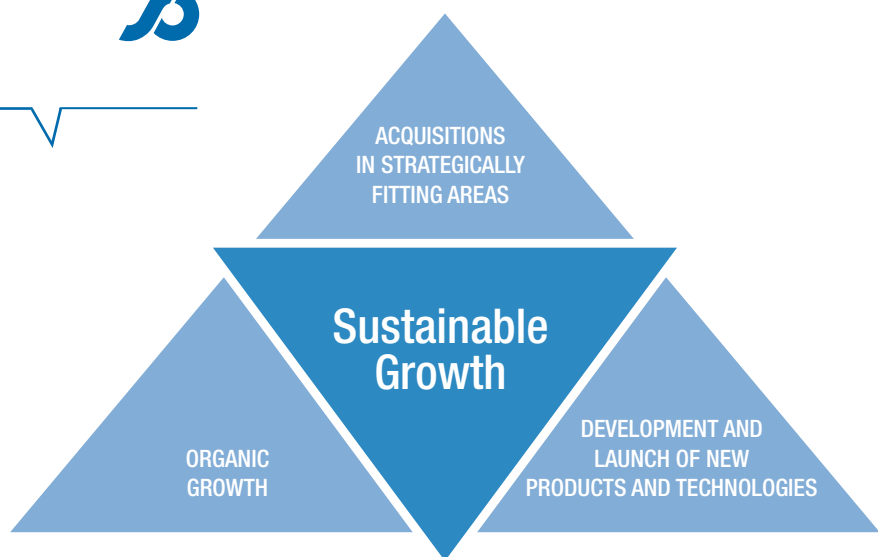 ACQUISITIONS
IN STRATEGICALLY
FITTING AREAS
Sustainable
Growth
ORGANIC
GROWTH
DEVELOPMENT AND
LAUNCH OF NEW
PRODUCTS AND TECHNOLOGIES